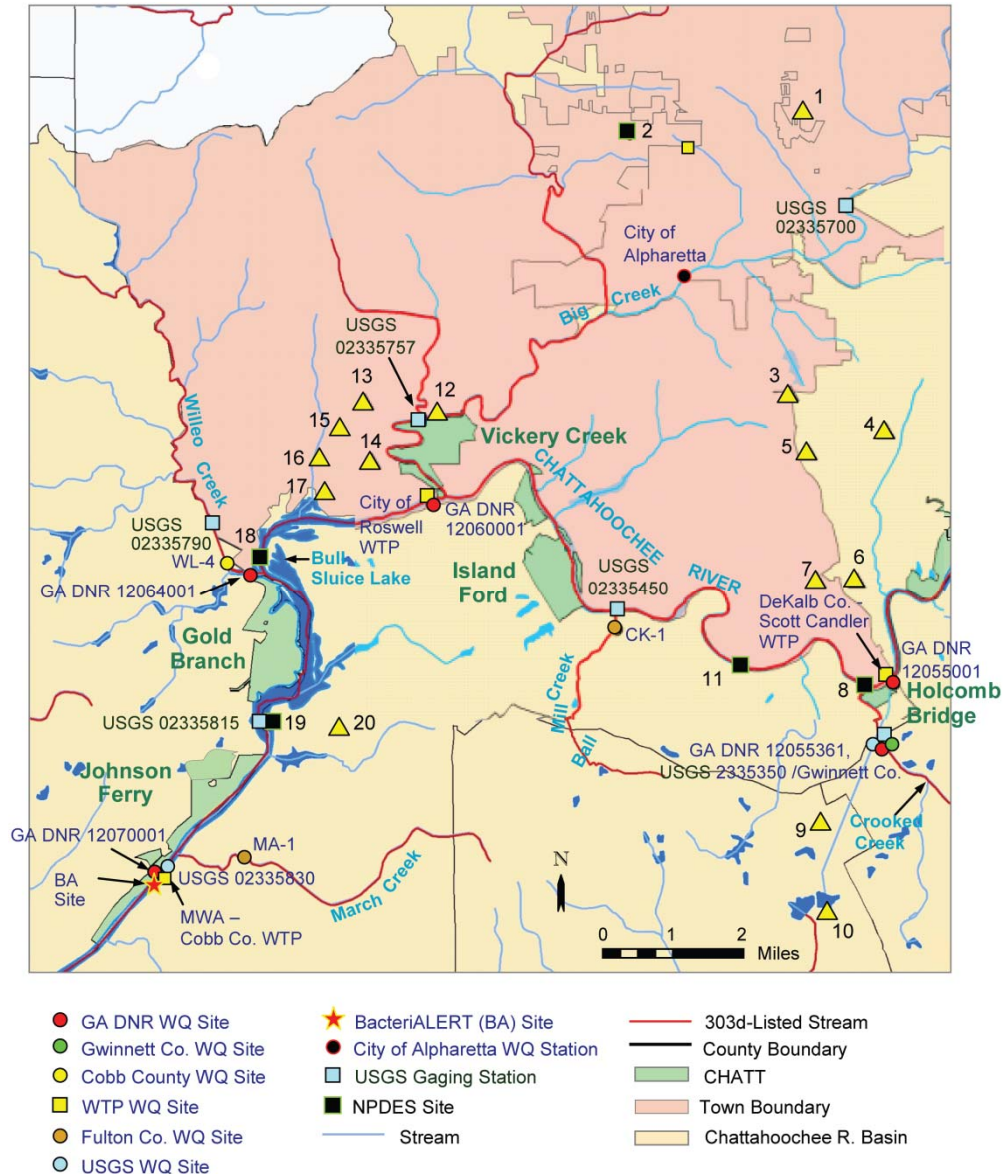 1
2
USGS
02335700
City of
Alpharetta
Big Creek
USGS
02335757
3
13
12
4
15
Willeo
Creek
Vickery Creek
5
14
16
CHATTAHOOCHEE
RIVER
17
City of
Roswell
WTP
GA DNR
12060001
USGS
02335790
18
Bull
Sluice Lake
WL-4
Island
Ford
USGS
02335450
7
6
GA DNR 12064001
DeKalb Co. –
Scott Candler
WTP
Gold
Branch
CK-1
GA DNR
12055001
11
8
Holcomb
Bridge
USGS 02335815
19
20
Ball
Mill Creek
GA DNR 12055361,
USGS 2335350 /Gwinnett Co.
Johnson
Ferry
Crooked
Creek
9
GA DNR 12070001
MA-1
BA
Site
USGS 02335830
March Creek
N
MWA –
Cobb Co. WTP
10
0 1 2
Miles
GA DNR WQ Site
Gwinnett Co. WQ Site
Cobb County WQ Site
WTP WQ Site
Fulton Co. WQ Site
USGS WQ Site
BacteriALERT (BA) Site
City of Alpharetta WQ Station
USGS Gaging Station
NPDES Site
Stream
303d-Listed Stream
County Boundary
CHATT
Town Boundary
Chattahoochee R. Basin